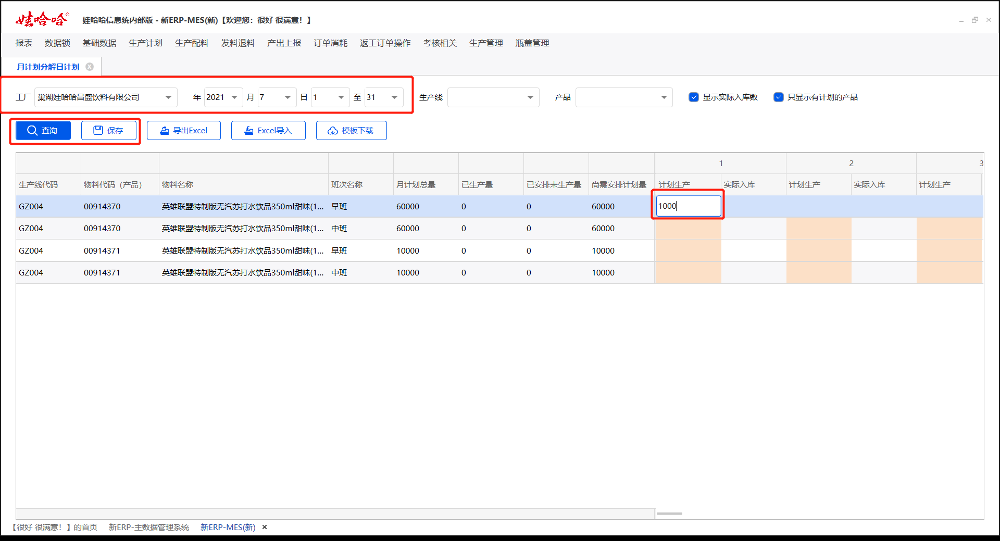 娃哈哈® 娃哈哈信息统内部版 - 新ERP-MES(新)【欢迎您：很好 很满意！】
报表 数据锁 基础数据 生产计划 生产配料 发料退料 产出上报 订单消耗 返工订单操作 考核相关 生产管理 瓶盖管理
月计划分解日计划
工厂 巢湖娃哈哈昌盛饮料有限公司 年 2021 月 7 日 1 至 31 生产线 产品 显示实际入库数 只显示有计划的产品
查询 保存 导出Excel Excel导入 模板下载
1 2 3
生产线代码 物料代码（产品） 物料名称 班次名称 月计划总量 已生产量 已安排未生产量 尚需安排计划量 计划生产 实际入库 计划生产 实际入库 计划生产
GZ004 00914370 英雄联盟特制版无汽苏打水饮品350ml甜味(1... 早班 60000 0 0 60000 1000
GZ004 00914370 英雄联盟特制版无汽苏打水饮品350ml甜味(1... 中班 60000 0 0 60000
GZ004 00914371 英雄联盟特制版无汽苏打水饮品350ml甜味(1... 早班 10000 0 0 10000
GZ004 00914371 英雄联盟特制版无汽苏打水饮品350ml甜味(1... 中班 10000 0 0 10000
【很好 很满意！】的首页 新ERP-主数据管理系统 新ERP-MES(新)